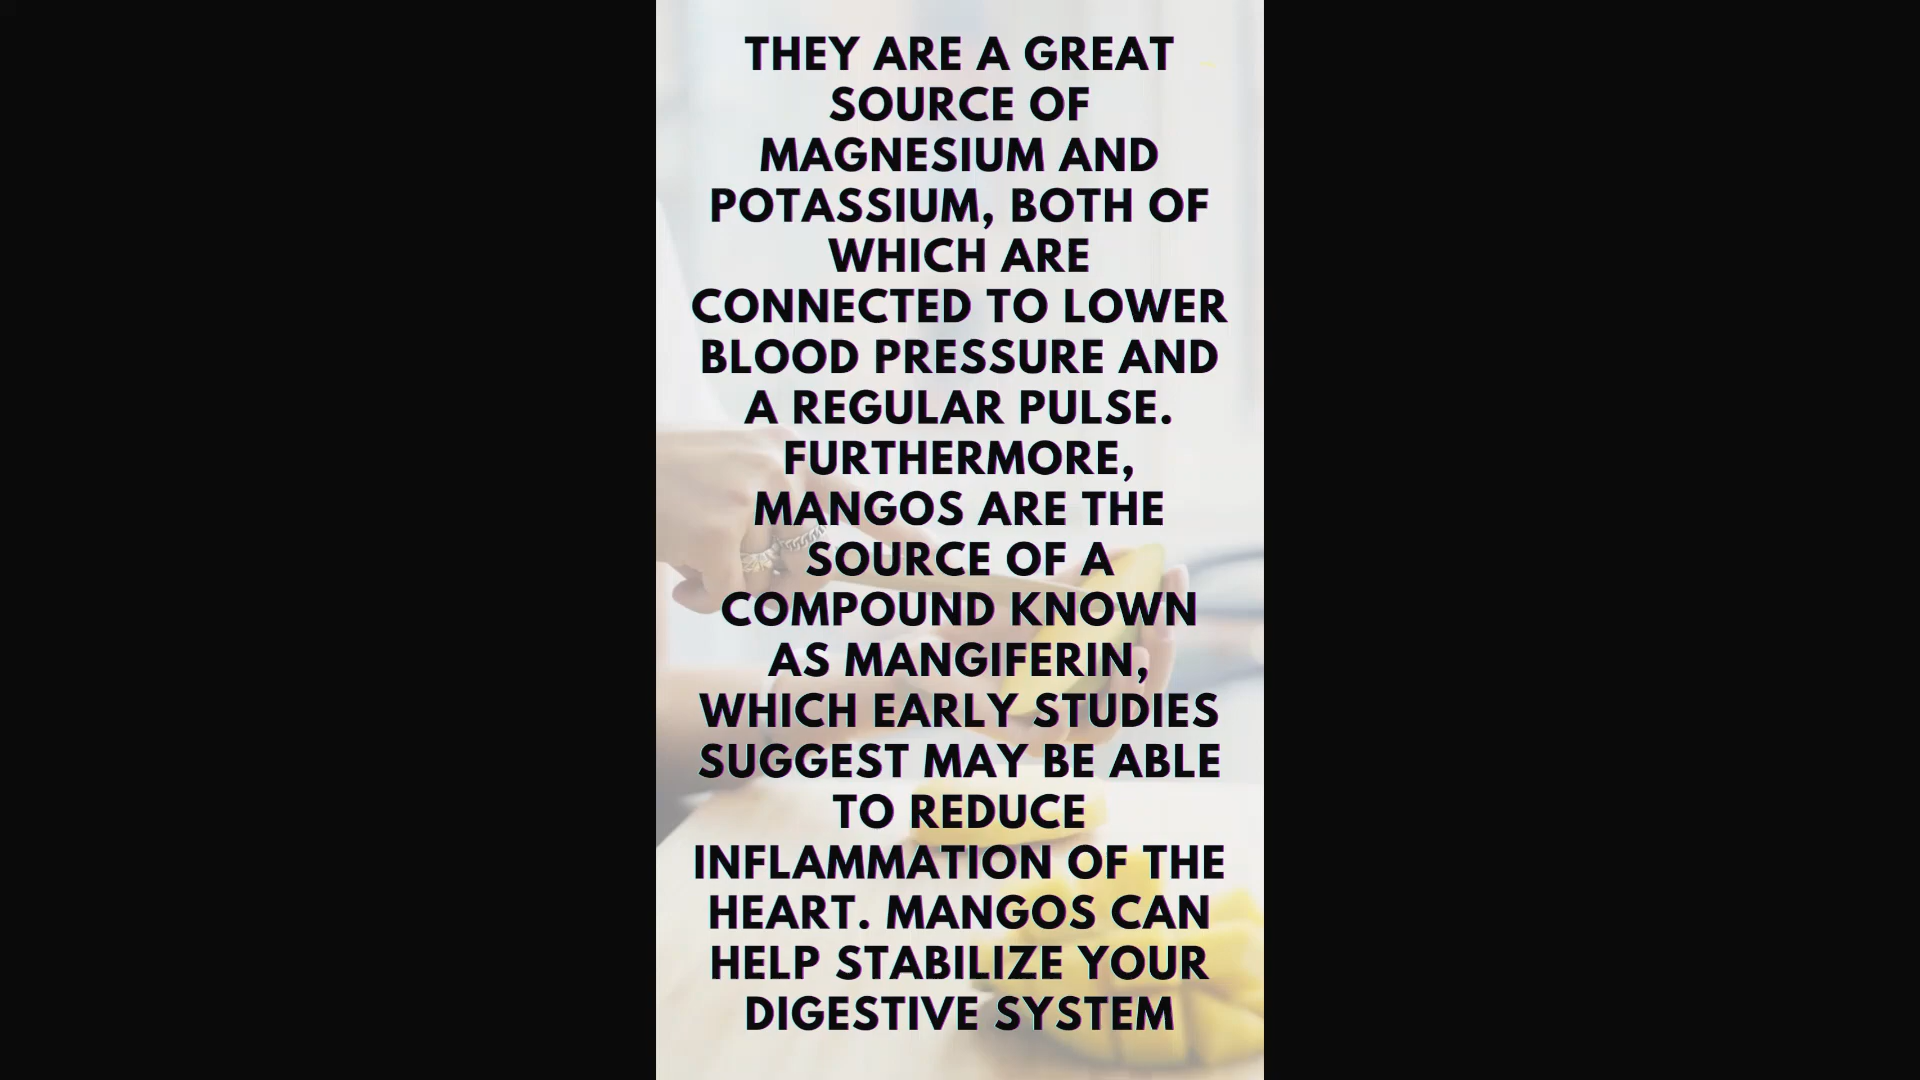 THEY ARE A GREAT
SOURCE OF
MAGNESIUM AND
POTASSIUM, BOTH OF
WHICH ARE
CONNECTED TO LOWER
BLOOD PRESSURE AND
A REGULAR PULSE.
FURTHERMORE,
MANGOS ARE THE
SOURCE OF A
COMPOUND KNOWN
AS MANGIFERIN,
WHICH EARLY STUDIES
SUGGEST MAY BE ABLE
TO REDUCE
INFLAMMATION OF THE
HEART. MANGOS CAN
HELP STABILIZE YOUR
DIGESTIVE SYSTEM